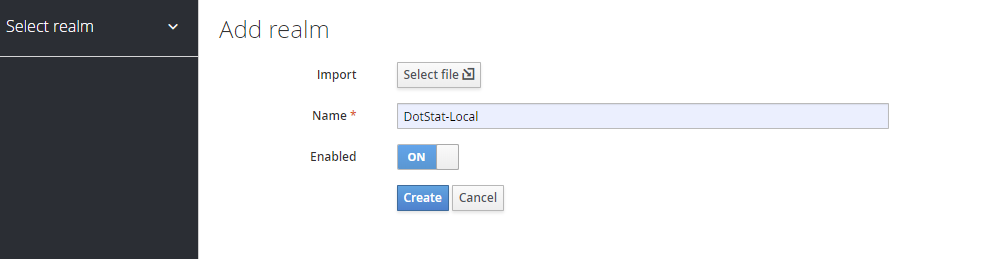 Select realm
Add realm
Import Select file
Name * DotStat-Local
Enabled ON
Create Cancel